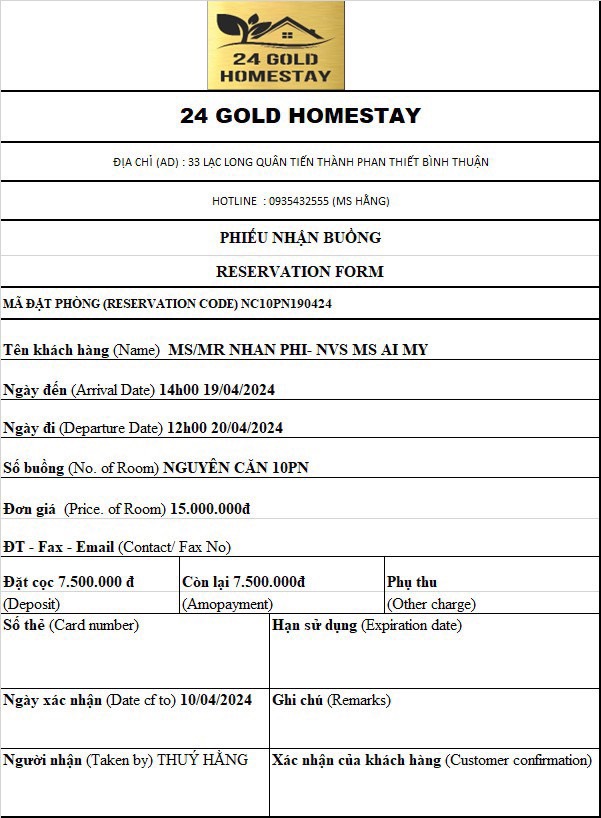 24 GOLD
HOMESTAY
24 GOLD HOMESTAY
ĐỊA CHỈ (AD) : 33 LẠC LONG QUÂN TIẾN THÀNH PHAN THIẾT BÌNH THUẬN
HOTLINE : 0935432555 (MS HẰNG)
PHIẾU NHẬN BUỒNG
RESERVATION FORM
MÃ ĐẶT PHÒNG (RESERVATION CODE) NC10PN190424
Tên khách hàng (Name) MS/MR NHAN PHI- NVS MS AI MY
Ngày đến (Arrival Date) 14h00 19/04/2024
Ngày đi (Departure Date) 12h00 20/04/2024
Số buồng (No. of Room) NGUYÊN CĂN 10PN
Đơn giá (Price. of Room) 15.000.000đ
ĐT - Fax - Email (Contact/ Fax No)
Đặt cọc 7.500.000 đ Còn lại 7.500.000đ Phụ thu
(Deposit) (Amopayment) (Other charge)
Số thẻ (Card number) Hạn sử dụng (Expiration date)
Ngày xác nhận (Date cf to) 10/04/2024 Ghi chú (Remarks)
Người nhận (Taken by) THUÝ HẰNG Xác nhận của khách hàng (Customer confirmation)